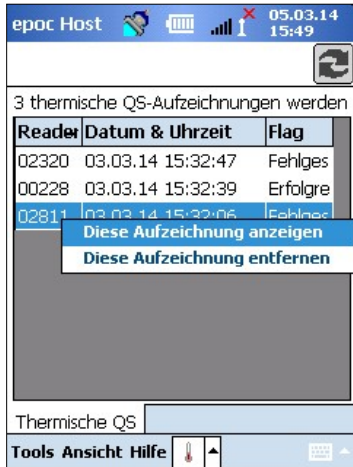 epoc Host 05.03.14
15:49
3 thermische QS-Aufzeichnungen werden
Reader Datum & Uhrzeit Flag
02320 03.03.14 15:32:47 Fehlges
00228 03.03.14 15:32:39 Erfolgre
02811 03.03.14 15:32:06 Fehlges
Diese Aufzeichnung anzeigen
Diese Aufzeichnung entfernen
Thermische QS
Tools Ansicht Hilfe